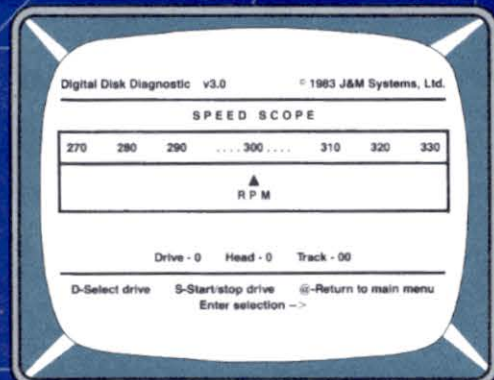 Digital Disk Diagnostic v3.0 © 1983 J&M Systems, Ltd.
SPEED SCOPE
270 280 290 ....300.... 310 320 330
▲
RPM
Drive - 0 Head - 0 Track - 00
D-Select drive S-Start/stop drive @-Return to main menu
Enter selection -->